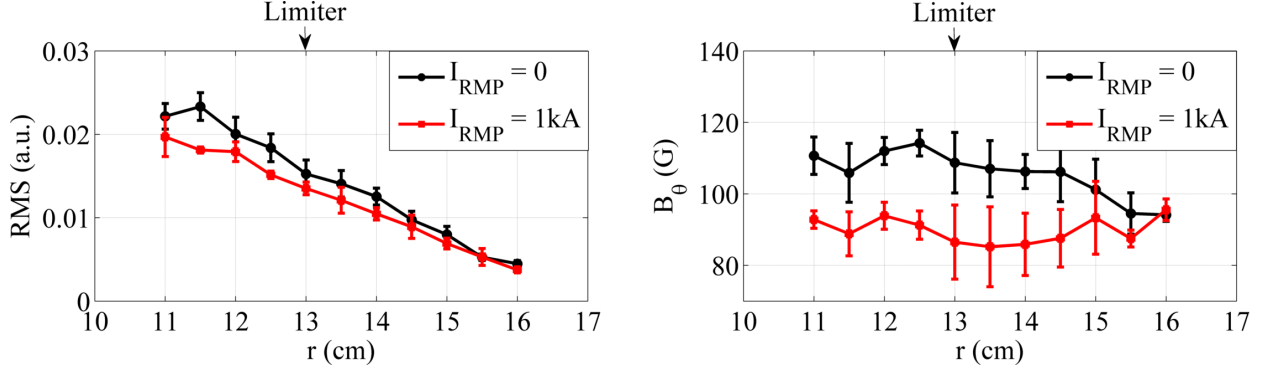 Limiter
0.03
0.02
0.01
0
RMS (a.u.)
I_RMP = 0
I_RMP = 1kA
10 11 12 13 14 15 16 17
r (cm)
Limiter
140
120
100
80
B_θ (G)
I_RMP = 0
I_RMP = 1kA
10 11 12 13 14 15 16 17
r (cm)